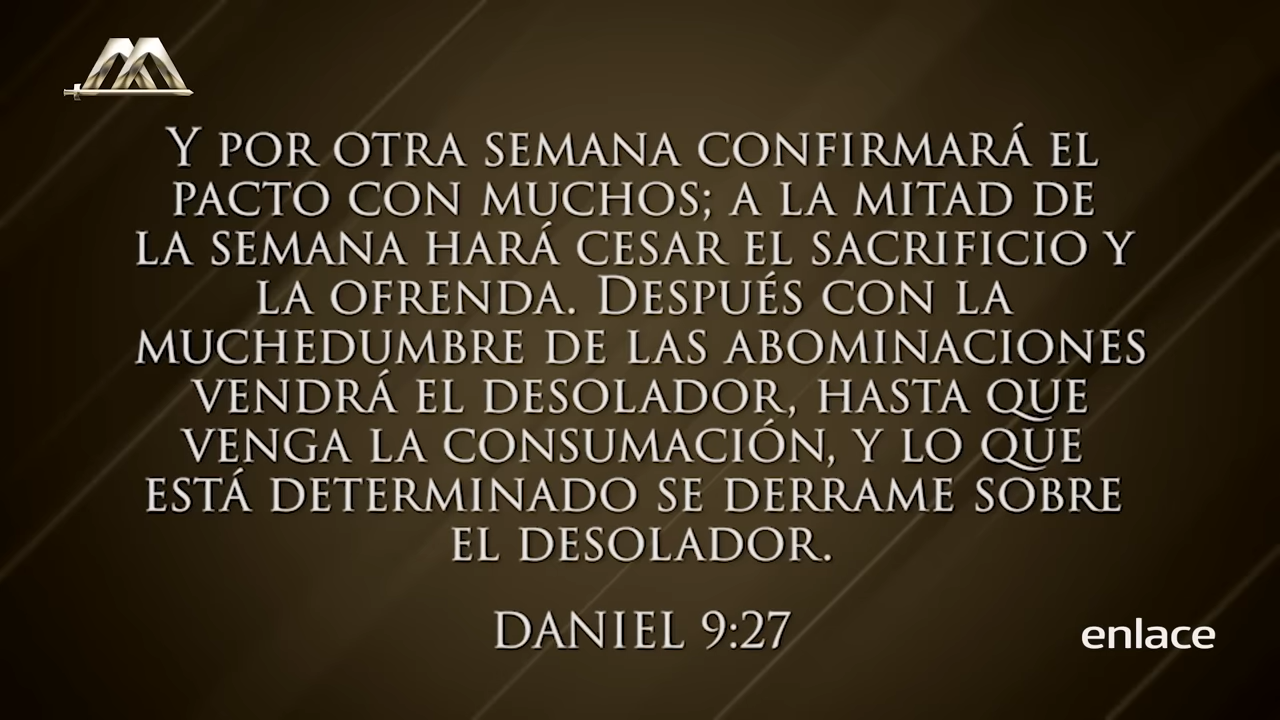 Y POR OTRA SEMANA CONFIRMARÁ EL
PACTO CON MUCHOS; A LA MITAD DE
LA SEMANA HARÁ CESAR EL SACRIFICIO Y
LA OFRENDA. DESPUÉS CON LA
MUCHEDUMBRE DE LAS ABOMINACIONES
VENDRÁ EL DESOLADOR, HASTA QUE
VENGA LA CONSUMACIÓN, Y LO QUE
ESTÁ DETERMINADO SE DERRAME SOBRE
EL DESOLADOR.
DANIEL 9:27
enlace